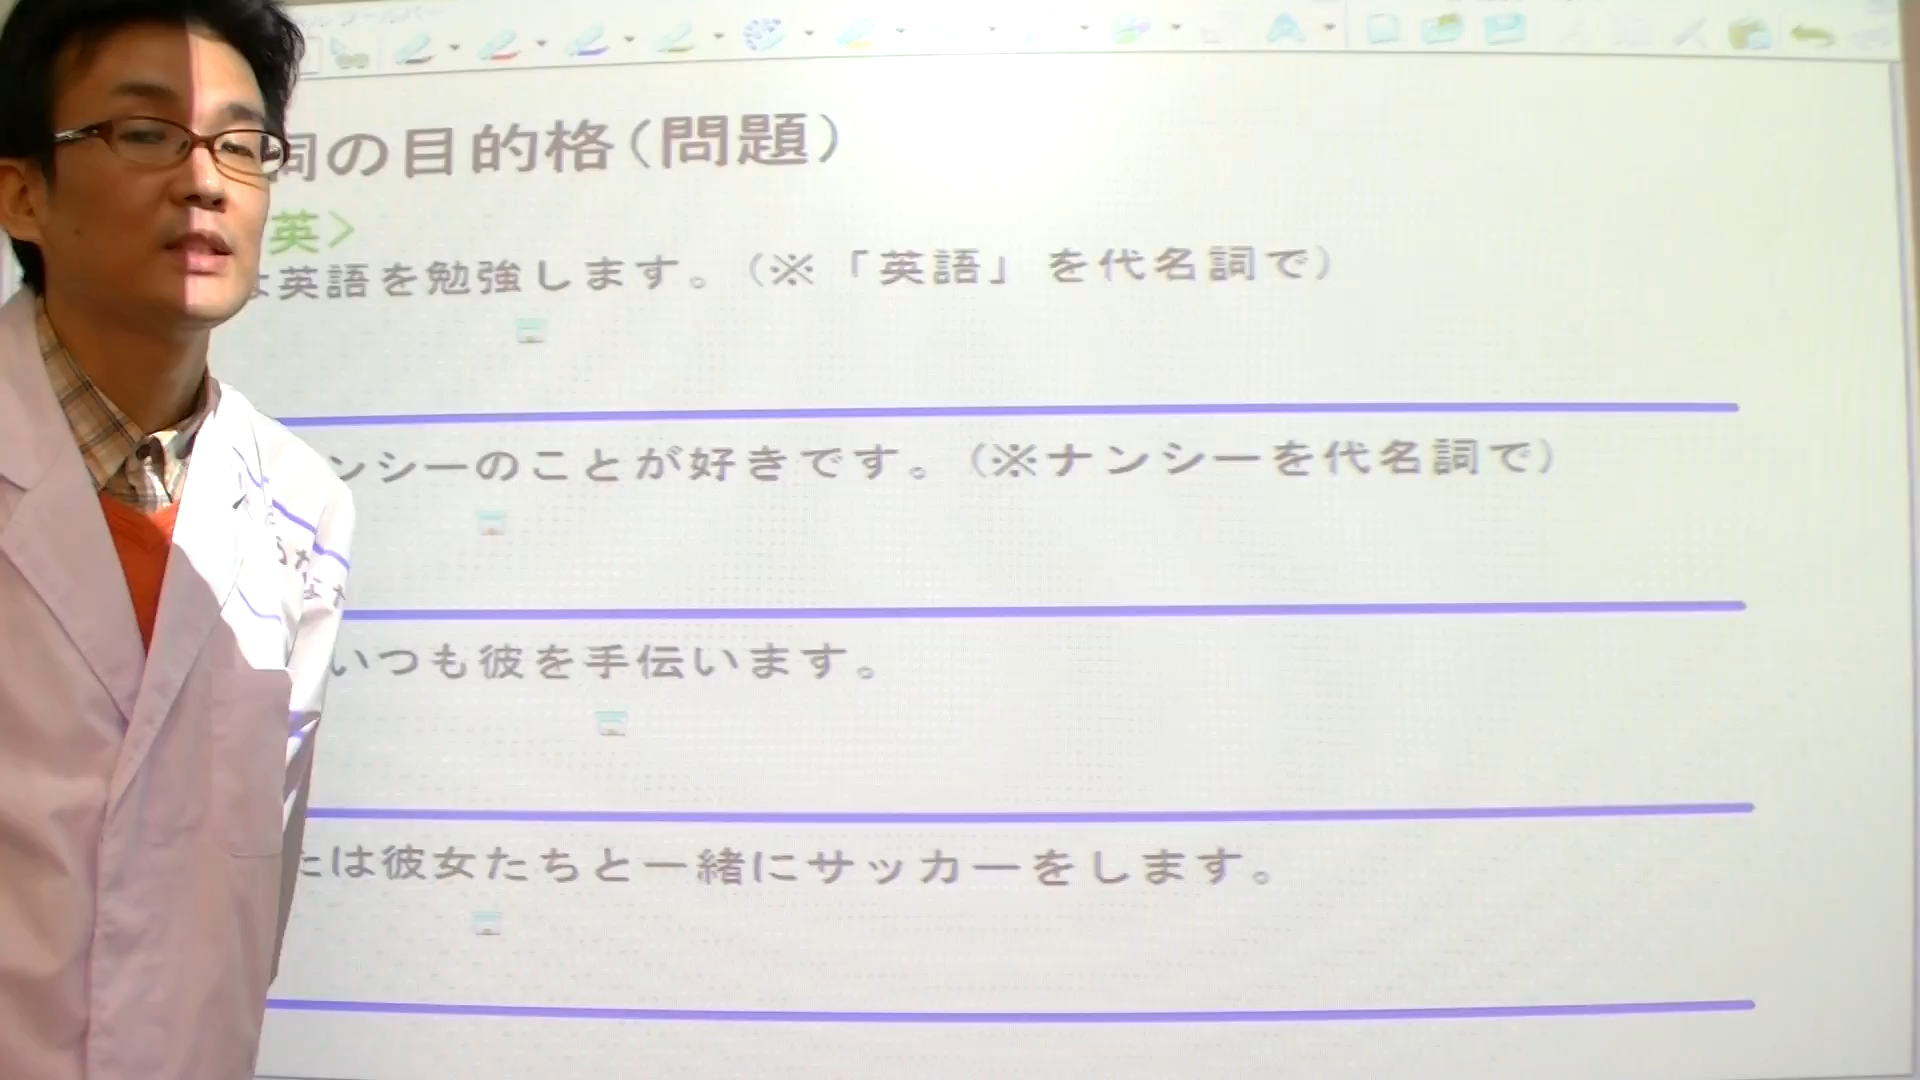 詞の目的格(問題)
英>
は英語を勉強します。(※「英語」を代名詞で)
ンシーのことが好きです。(※ナンシーを代名詞で)
いつも彼を手伝います。
たは彼女たちと一緒にサッカーをします。